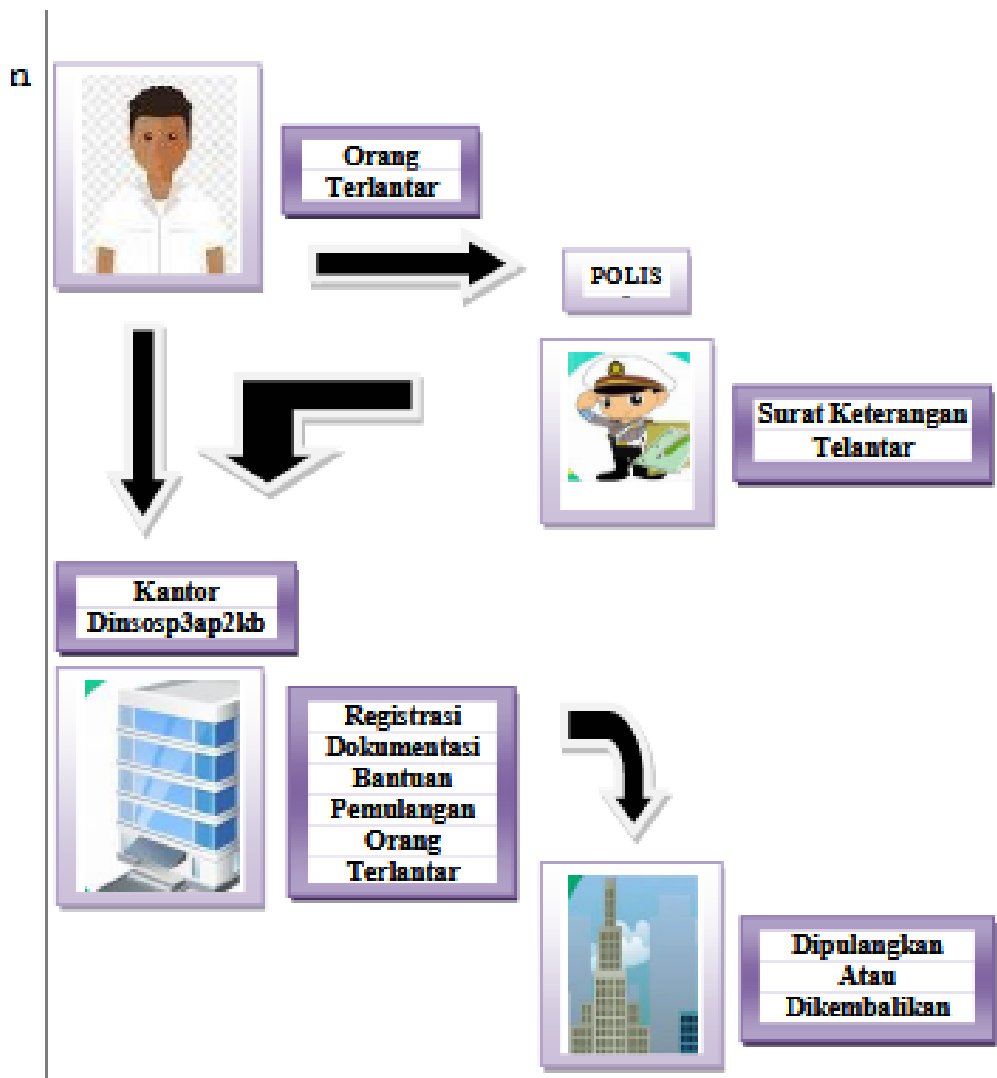 n
Orang
Terlantar
POLIS
Surat Keterangan
Telantar
Kantor
Dinsosp3ap2kb
Registrasi
Dokumentasi
Bantuan
Pemulangan
Orang
Terlantar
Dipulangkan
Atau
Dikembalikan